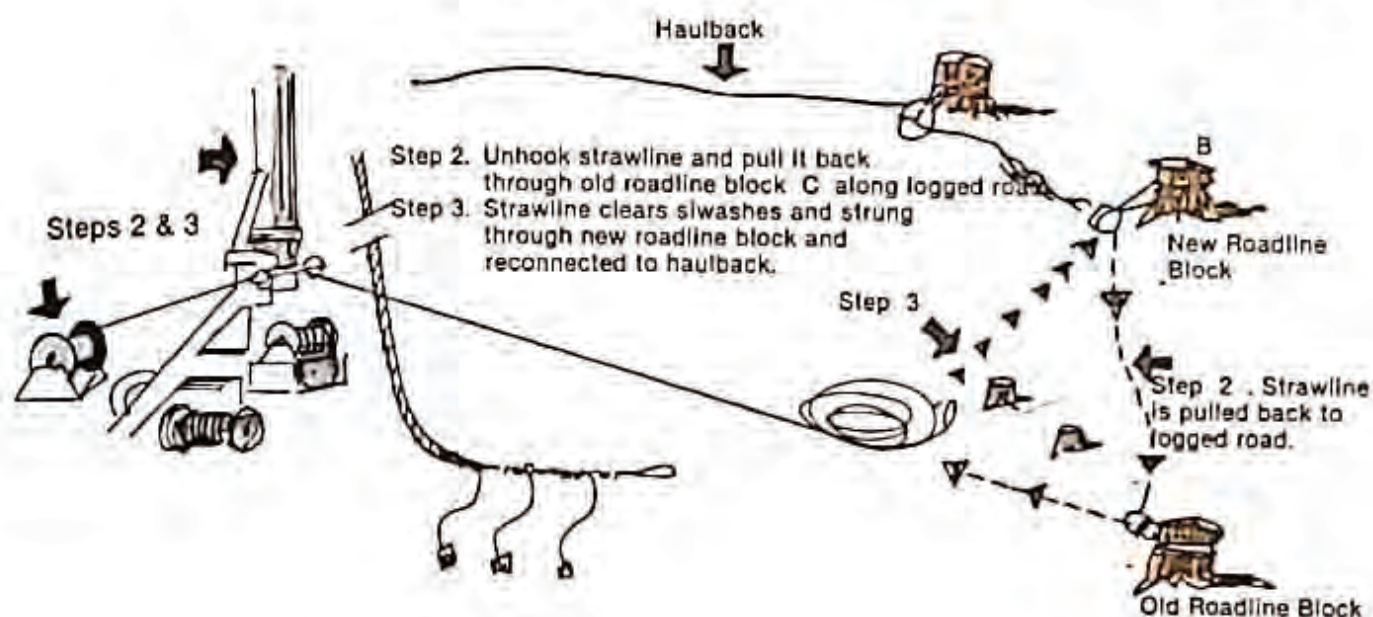 Haulback
Step 2. Unhook strawline and pull it back
through old roadline block C along logged road.
Step 3. Strawline clears siwashes and strung
through new roadline block and
reconnected to haulback.
Steps 2 & 3
B
New Roadline
Block
Step 3
Step 2 . Strawline
is pulled back to
logged road.
Old Roadline Block